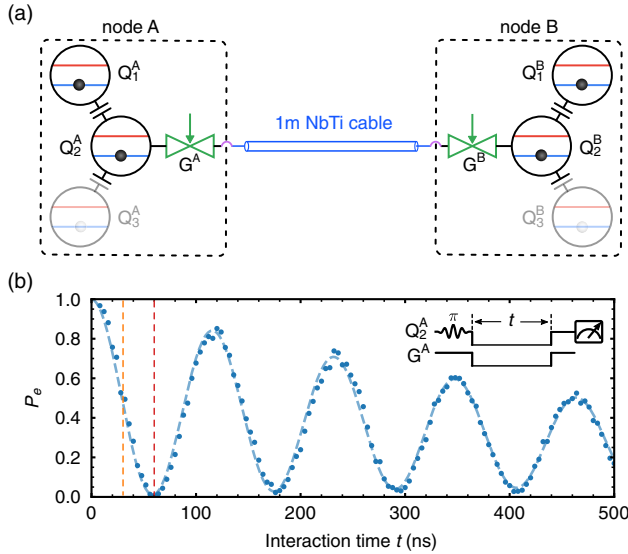 (a)
node A
node B
Q₁ᴬ
Q₁ᴮ
Q₂ᴬ
1m NbTi cable
Q₂ᴮ
Gᴬ
Gᴮ
Q₃ᴬ
Q₃ᴮ
(b)
1.0
0.8
0.6
0.4
0.2
0.0
Pₑ
π
t
Q₂ᴬ
Gᴬ
0 100 200 300 400 500
Interaction time t (ns)